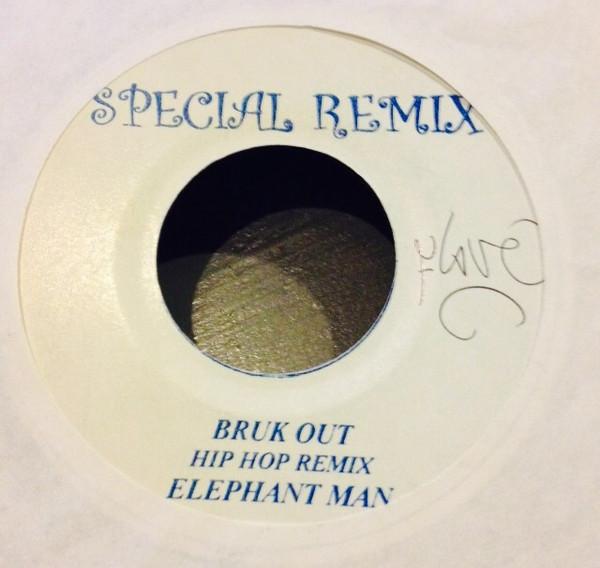 SPECIAL REMIX
BRUK OUT
HIP HOP REMIX
ELEPHANT MAN